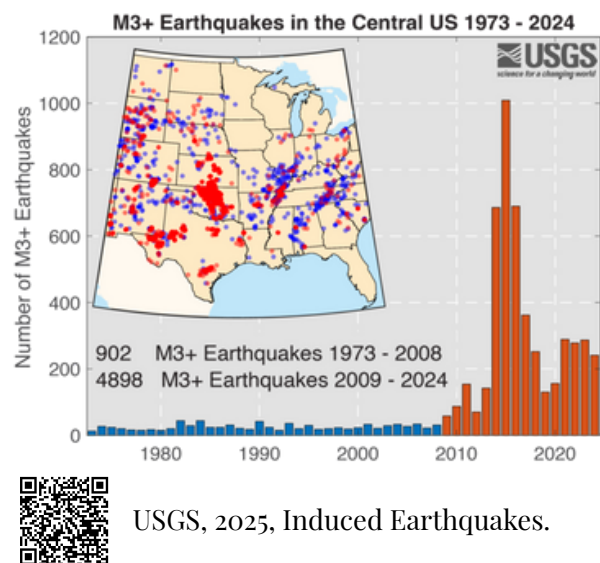 M3+ Earthquakes in the Central US 1973 - 2024
USGS
science for a changing world
Number of M3+ Earthquakes
1200
1000
800
600
400
200
0
902 M3+ Earthquakes 1973 - 2008
4898 M3+ Earthquakes 2009 - 2024
1980
1990
2000
2010
2020
USGS, 2025, Induced Earthquakes.